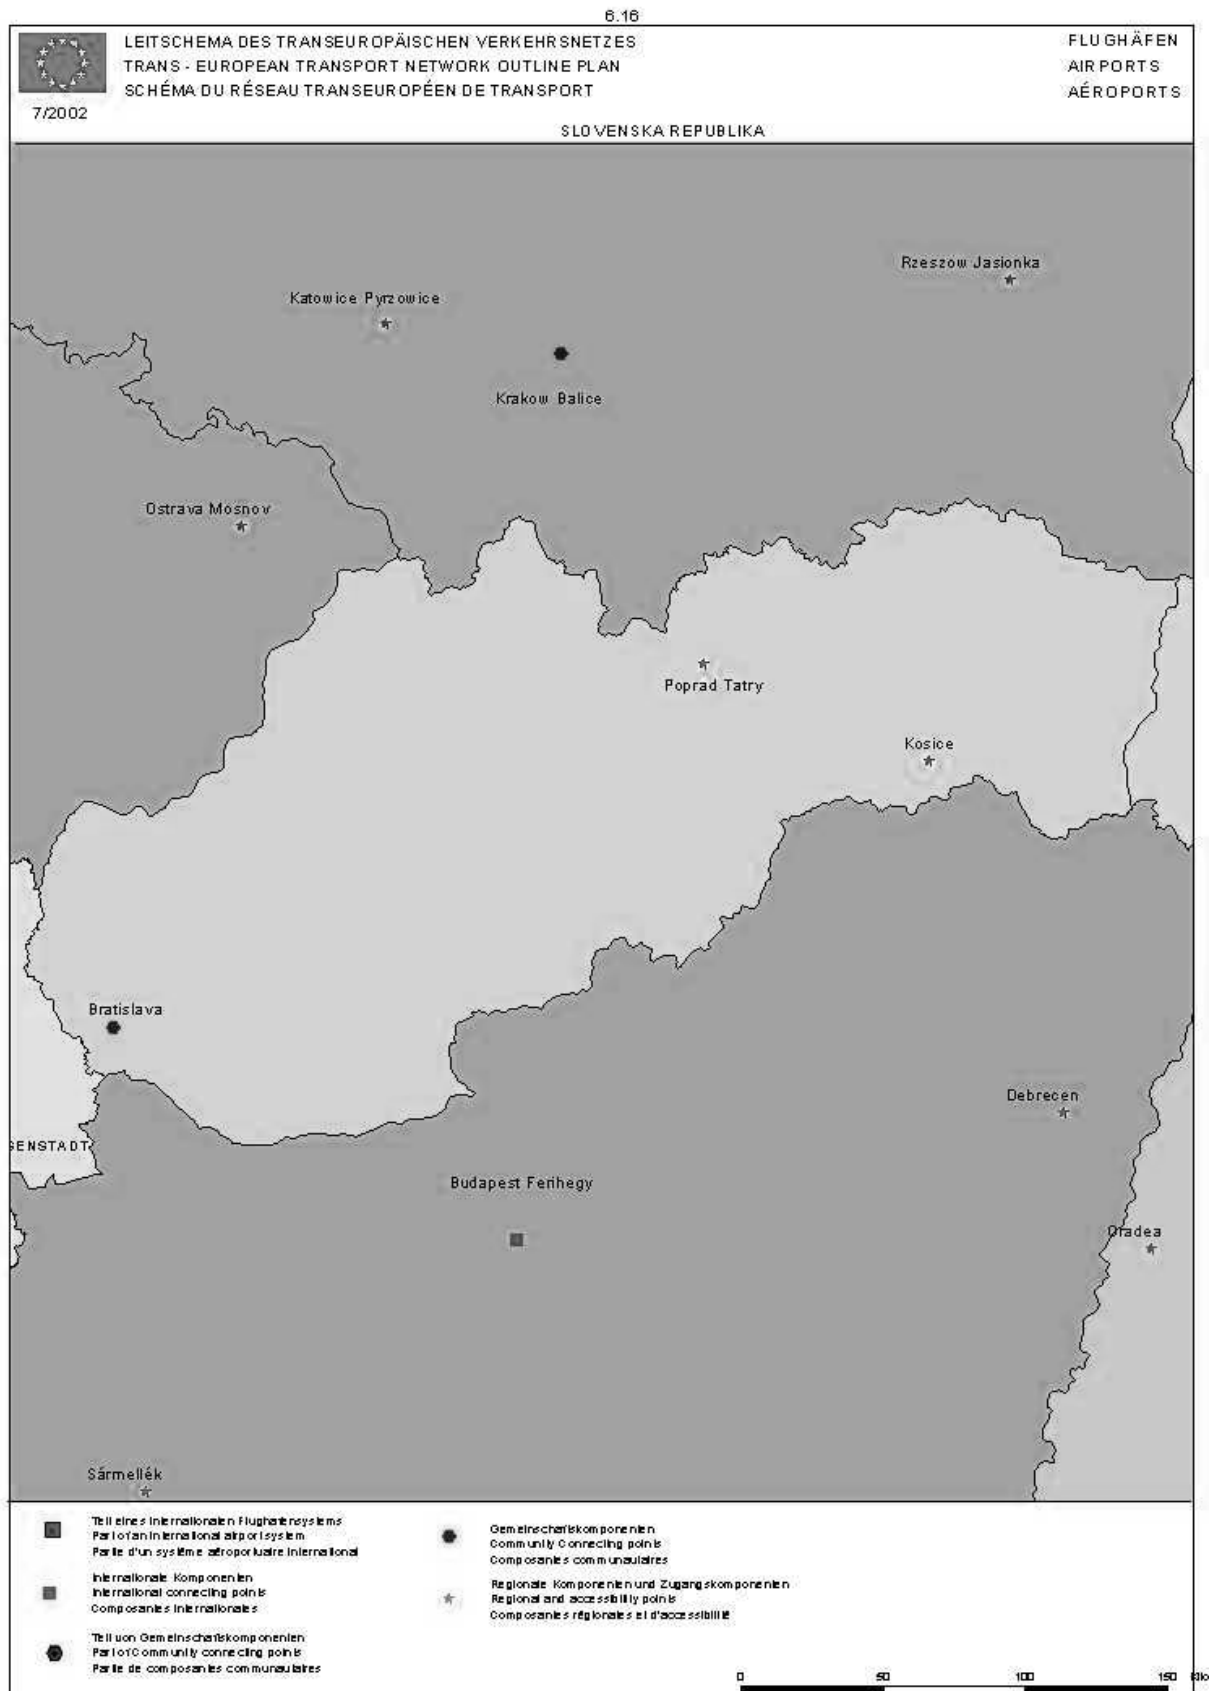 6.16
LEITSCHEMA DES TRANSEUROPÄISCHEN VERKEHRSNETZES
TRANS - EUROPEAN TRANSPORT NETWORK OUTLINE PLAN
SCHÉMA DU RÉSEAU TRANSEUROPÉEN DE TRANSPORT
FLUGHÄFEN
AIRPORTS
AÉROPORTS
7/2002
SLOVENSKA REPUBLIKA
Rzeszow Jasionka
Katowice Pyrzowice
Krakow Balice
Ostrava Mosnov
Poprad Tatry
Kosice
Bratislava
Debrecen
SENSTADT
Budapest Ferihegy
Oradea
Sármellék
Teil eines internationalen Flughafensystems
Part of an international airport system
Partie d'un système aéroportuaire international
Internationale Komponenten
International connecting points
Composantes internationales
Teil von Gemeinschaftskomponenten
Part of Community connecting points
Partie de composantes communautaires
Gemeinschaftskomponenten
Community Connecting points
Composantes communautaires
Regionale Komponenten und Zugangskomponenten
Regional and accessibility points
Composantes régionales et d'accessibilité
0 50 100 150 Kilo